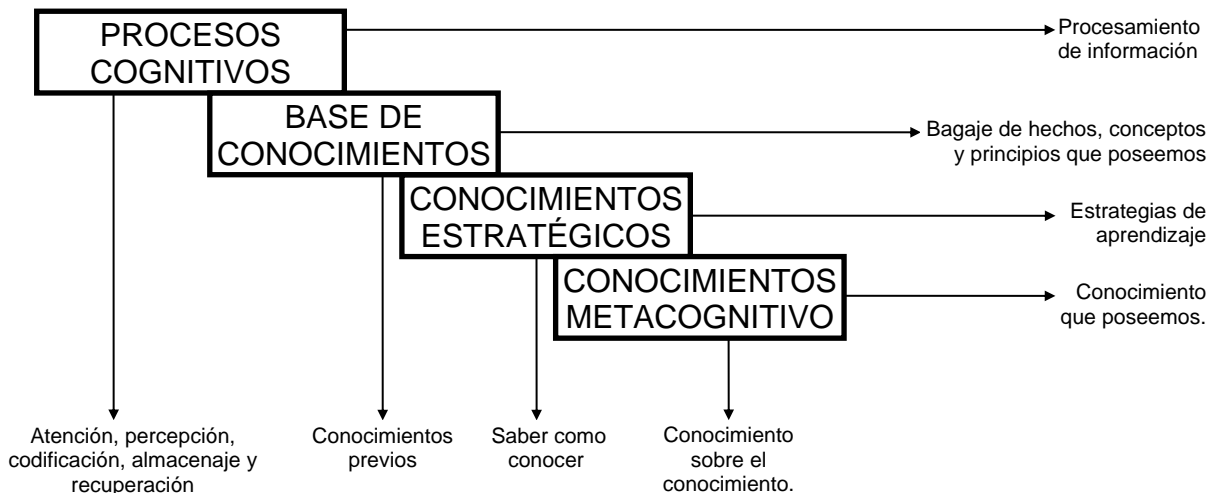 PROCESOS
COGNITIVOS
Procesamiento
de información
BASE DE
CONOCIMIENTOS
Bagaje de hechos, conceptos
y principios que poseemos
CONOCIMIENTOS
ESTRATÉGICOS
Estrategias de
aprendizaje
CONOCIMIENTOS
METACOGNITIVO
Conocimiento
que poseemos.
Atención, percepción,
codificación, almacenaje y
recuperación
Conocimientos
previos
Saber como
conocer
Conocimiento
sobre el
conocimiento.